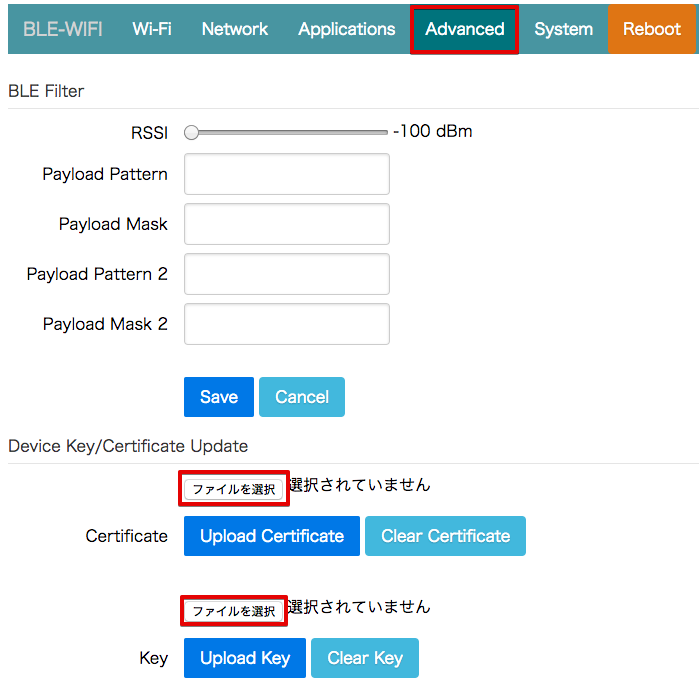 BLE-WIFI Wi-Fi Network Applications Advanced System Reboot
BLE Filter
RSSI -100 dBm
Payload Pattern
Payload Mask
Payload Pattern 2
Payload Mask 2
Save Cancel
Device Key/Certificate Update
ファイルを選択 選択されていません
Certificate Upload Certificate Clear Certificate
ファイルを選択 選択されていません
Key Upload Key Clear Key